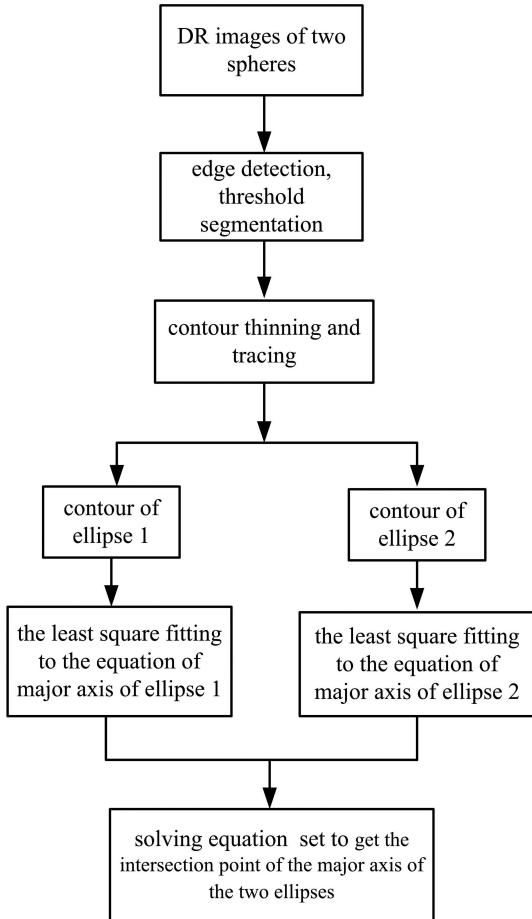 DR images of two
spheres
edge detection,
threshold
segmentation
contour thinning and
tracing
contour of
ellipse 1
contour of
ellipse 2
the least square fitting
to the equation of
major axis of ellipse 1
the least square fitting
to the equation of
major axis of ellipse 2
solving equation set to get the
intersection point of the major axis of
the two ellipses